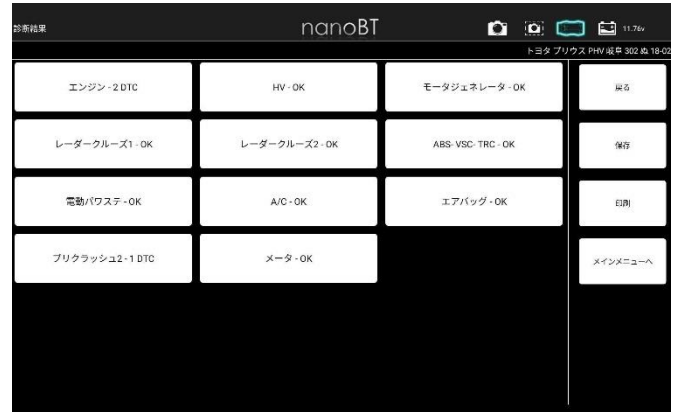 診断結果
nanoBT
11.76v
トヨタ プリウス PHV 岐阜 302 ぬ 18-02
エンジン - 2 DTC
HV - OK
モータジェネレータ - OK
戻る
レーダークルーズ1 - OK
レーダークルーズ2 - OK
ABS- VSC- TRC - OK
保存
電動パワステ - OK
A/C - OK
エアバッグ - OK
印刷
プリクラッシュ2 - 1 DTC
メータ - OK
メインメニューへ